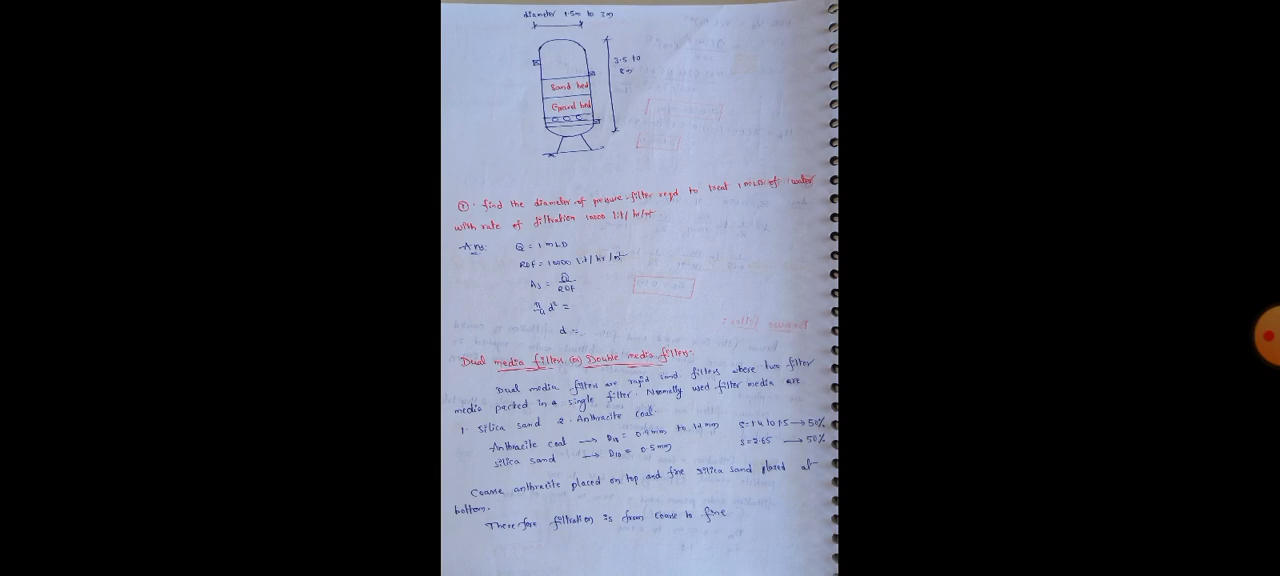 diameter 1.5m to 3m
3.5 to
8m
Sand bed
Gravel bed
①. find the diameter of pressure filter reqd to treat 1 MLD of water
with rate of filtration 10000 lit/hr/m²
Ans:
Q = 1 MLD
ROF = 10000 lit/hr/m²
As = Q/ROF
π/4 d² =
d =
Pressure filter:
Dual media filters (or) Double media filters:-
Dual media filters are rapid sand filters where two filter
media packed in a single filter. Normally used filter media are
1. Silica sand 2. Anthracite coal.
Anthracite coal → D10 = mm to mm S = 1.4 to 1.5 → 50%
silica sand → D10 = 0.5mm S = 2.65 → 50%
Coarse anthracite placed on top and fine silica sand placed at
bottom.
Therefore filtration is from coarse to fine